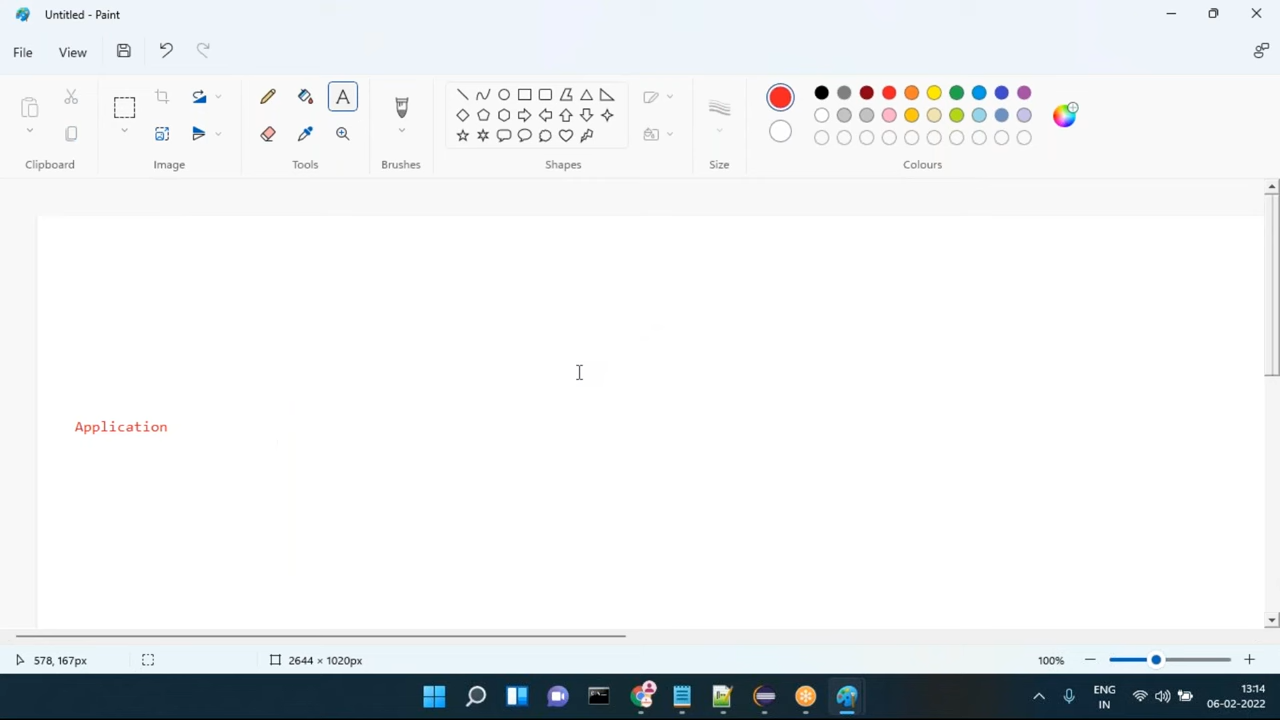 Untitled - Paint
File
View
Clipboard
Image
Tools
Brushes
Shapes
Size
Colours
A
Application
578, 167px
2644 × 1020px
100%
ENG
IN
13:14
06-02-2022